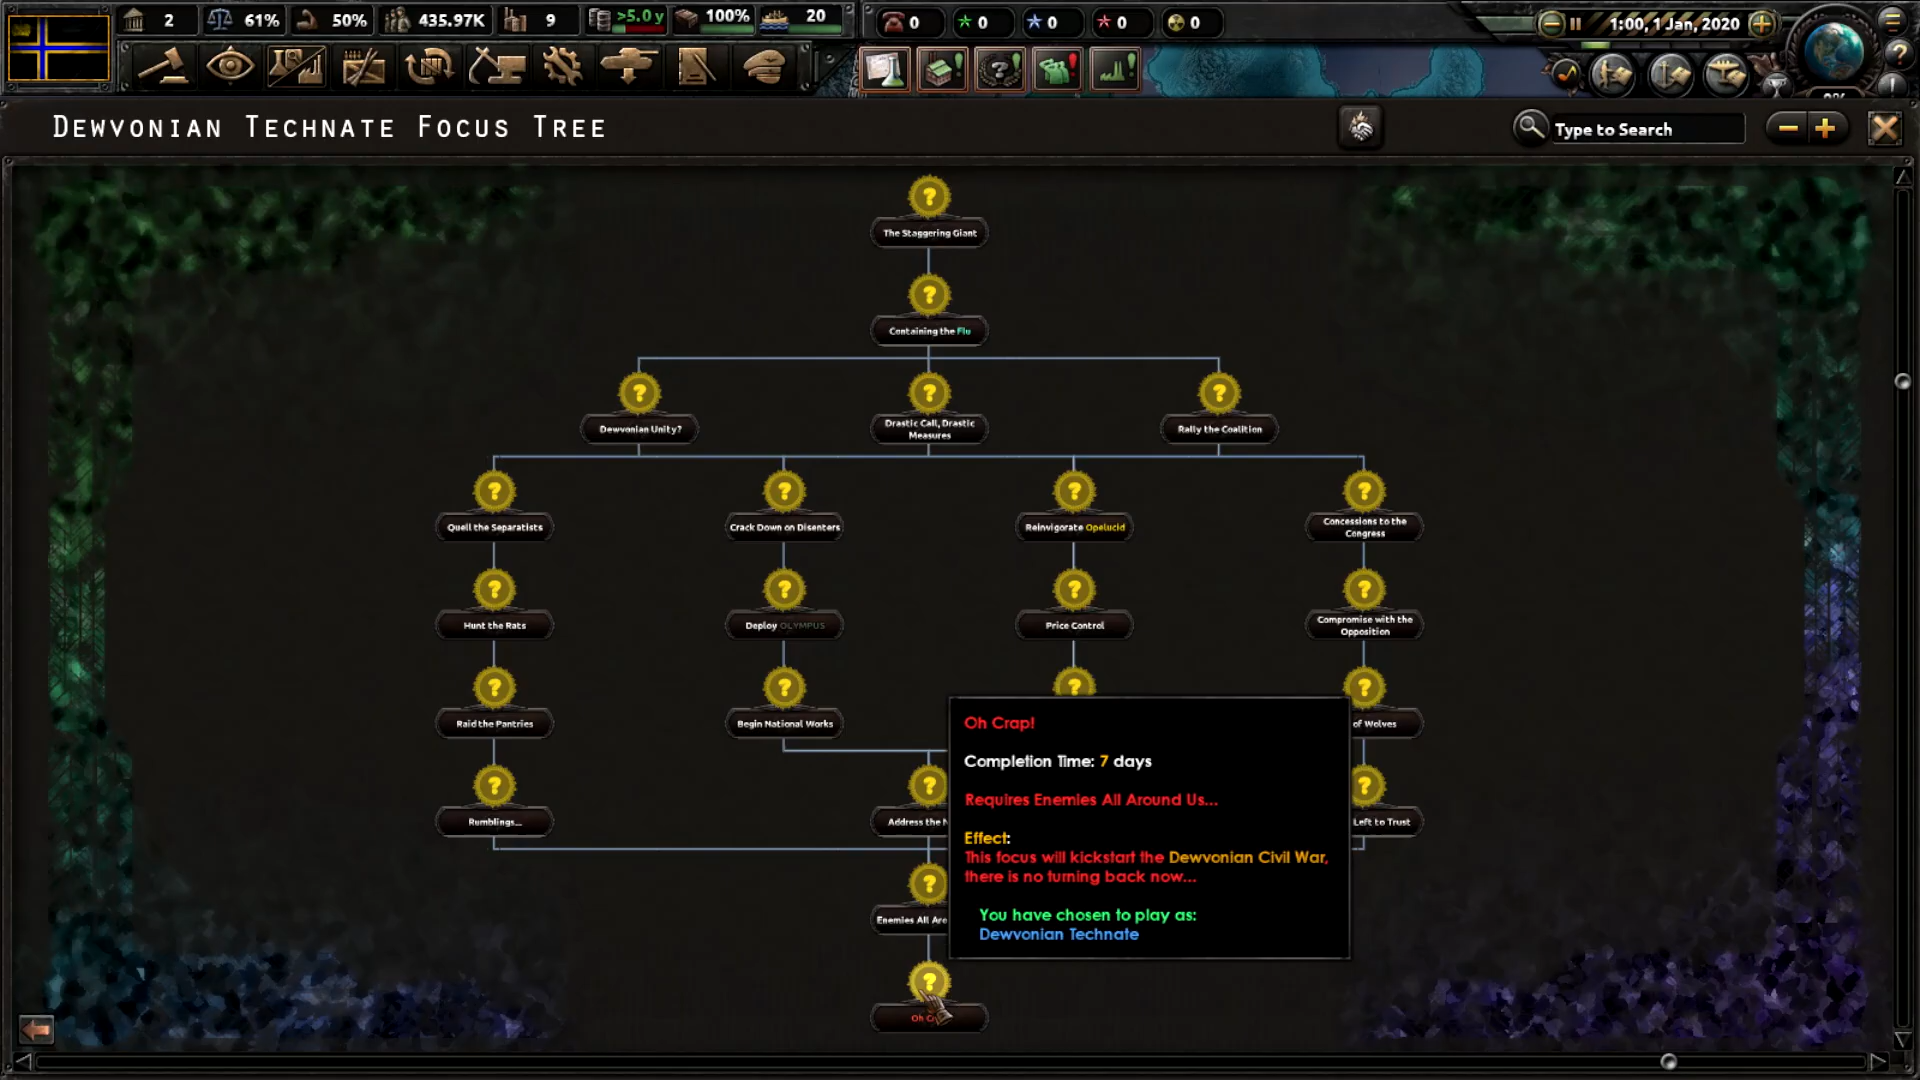 2
61%
50%
435.97K
9
>5.0 y
100%
20
0
0
0
0
0
1:00, 1 Jan, 2020
Dewvonian Technate Focus Tree
Type to Search
The Staggering Giant
Containing the Flu
Dewvonian Unity?
Drastic Call, Drastic
Measures
Rally the Coalition
Quell the Separatists
Crack Down on Disenters
Reinvigorate Opelucid
Concessions to the
Congress
Hunt the Rats
Deploy OLYMPUS
Price Control
Compromise with the
Opposition
Raid the Pantries
Begin National Works
of Wolves
Rumblings...
Address the
Left to Trust
Enemies All
Oh
Oh Crap!
Completion Time: 7 days
Requires Enemies All Around Us...
Effect:
This focus will kickstart the Dewvonian Civil War,
there is no turning back now...
You have chosen to play as:
Dewvonian Technate